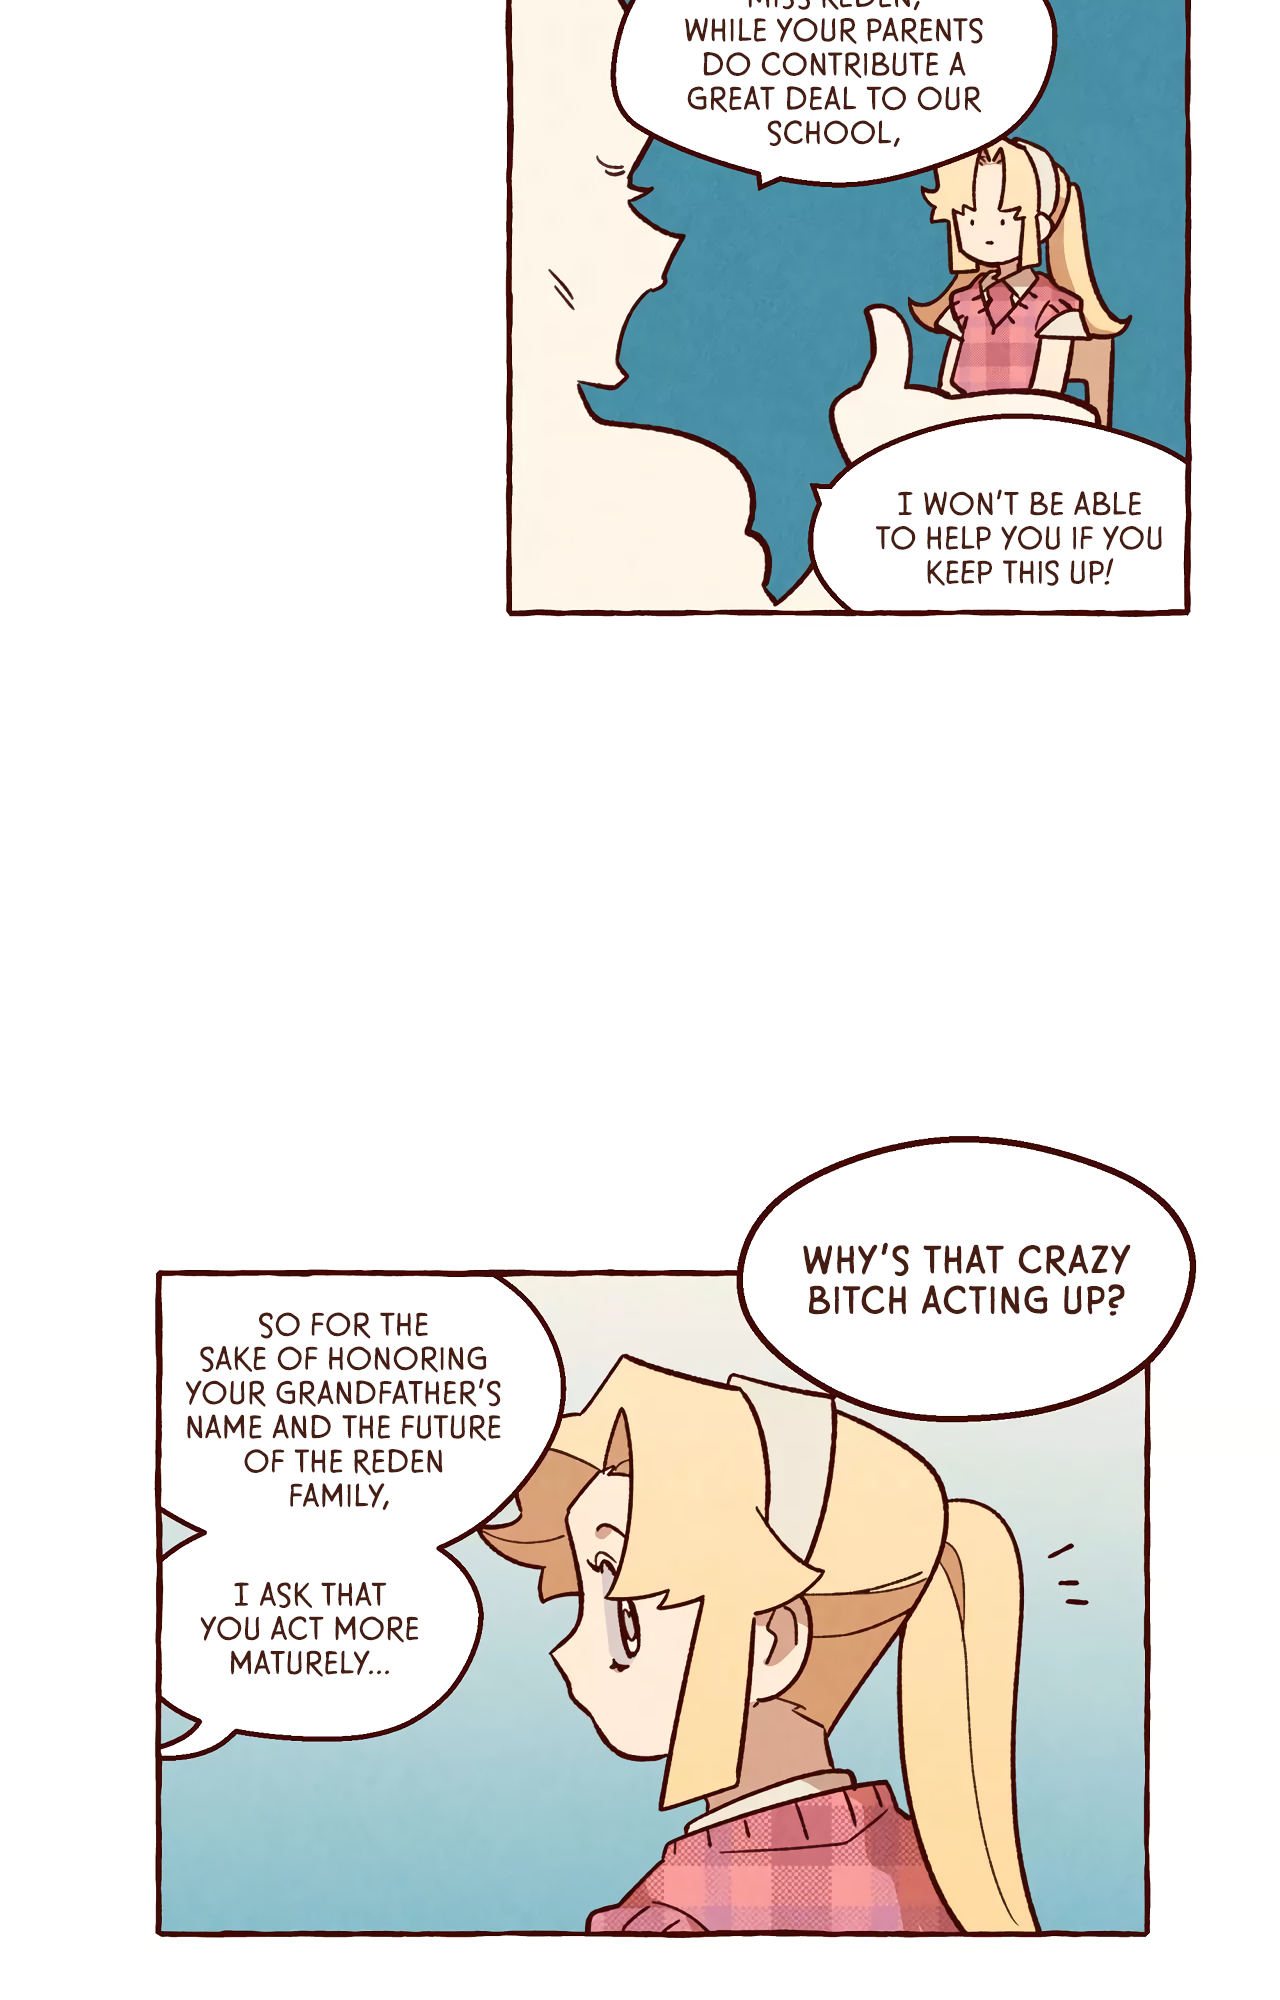 MISS REDEN,
WHILE YOUR PARENTS
DO CONTRIBUTE A
GREAT DEAL TO OUR
SCHOOL,
I WON'T BE ABLE
TO HELP YOU IF YOU
KEEP THIS UP!
WHY'S THAT CRAZY
BITCH ACTING UP?
SO FOR THE
SAKE OF HONORING
YOUR GRANDFATHER'S
NAME AND THE FUTURE
OF THE REDEN
FAMILY,
I ASK THAT
YOU ACT MORE
MATURELY...